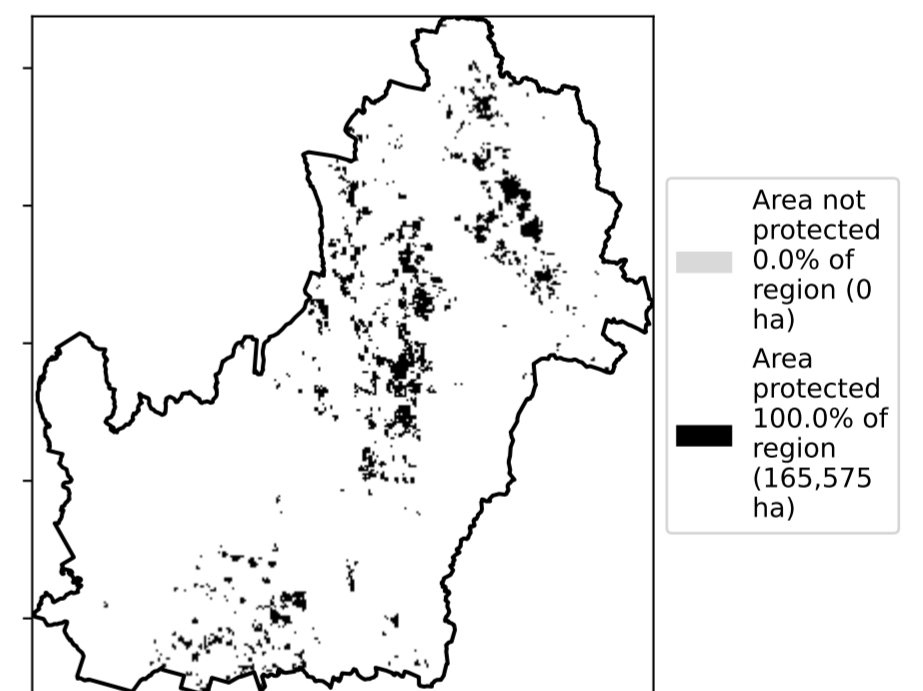 Area not
protected
0.0% of
region (0
ha)
Area
protected
100.0% of
region
(165,575
ha)